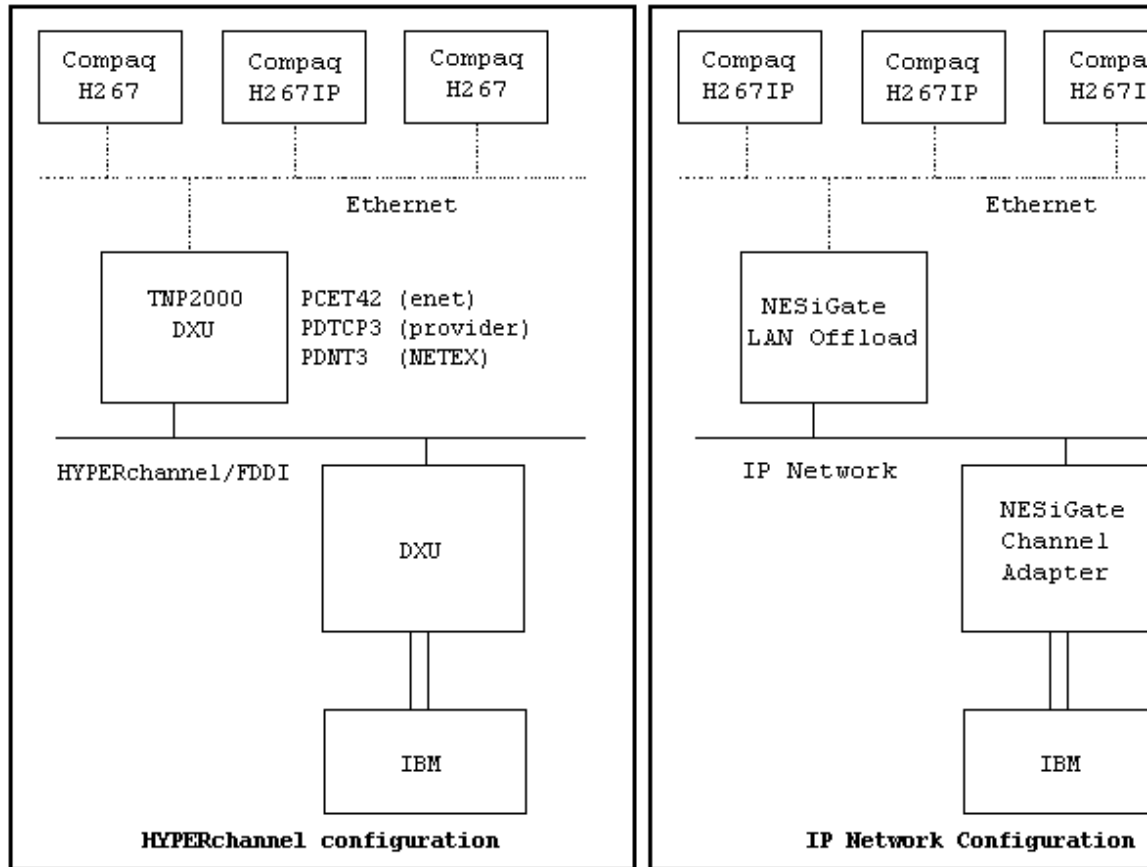 Compaq
H267
Compaq
H267IP
Compaq
H267
Ethernet
TNP2000
DXU
PCET42 (enet)
PDTCP3 (provider)
PDNT3 (NETEX)
HYPERchannel/FDDI
DXU
IBM
HYPERchannel configuration
Compaq
H267IP
Compaq
H267IP
Compa
H267I
Ethernet
NESiGate
LAN Offload
IP Network
NESiGate
Channel
Adapter
IBM
IP Network Configuration